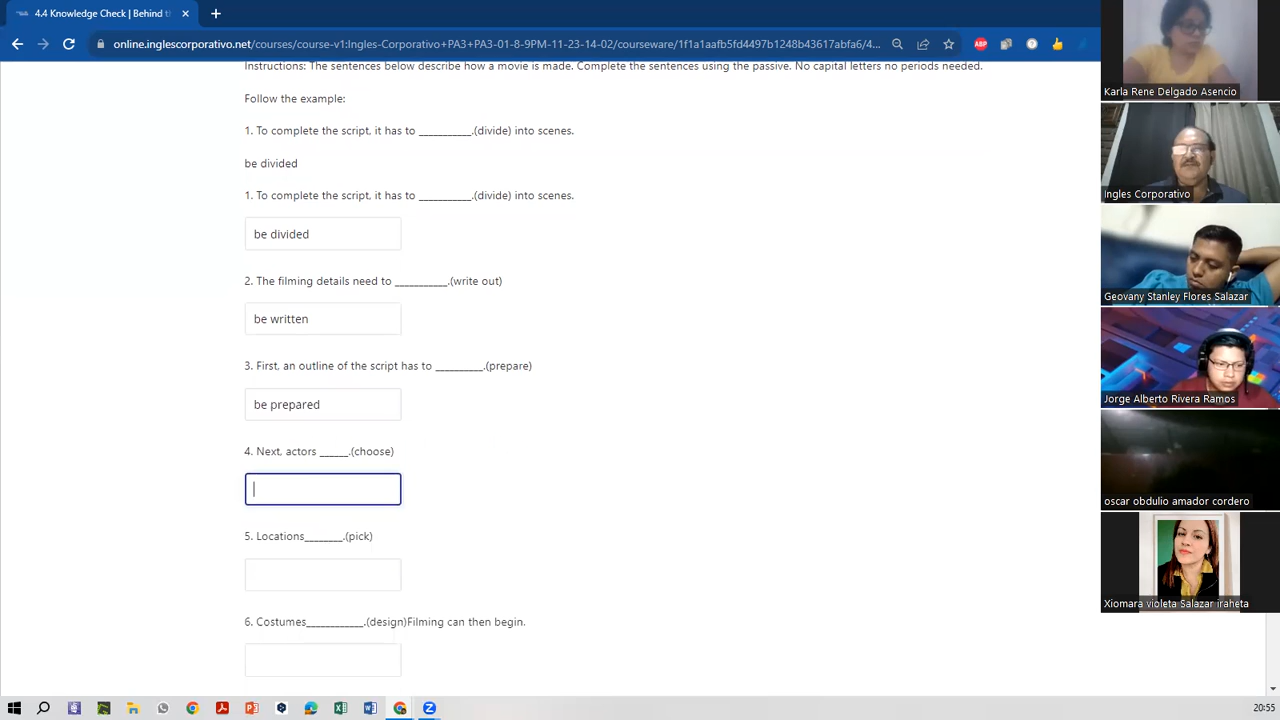 4.4 Knowledge Check | Behind t
online.inglescorporativo.net/courses/course-v1:Ingles-Corporativo+PA3+PA3-01-8-9PM-11-23-14-02/courseware/1f1a1aafb5fd4497b1248b43617abfa6/4...
ABP
Instructions: The sentences below describe how a movie is made. Complete the sentences using the passive. No capital letters no periods needed.
Follow the example:
1. To complete the script, it has to ___________.(divide) into scenes.
be divided
1. To complete the script, it has to ___________.(divide) into scenes.
be divided
2. The filming details need to ___________.(write out)
be written
3. First, an outline of the script has to __________.(prepare)
be prepared
4. Next, actors ______.(choose)
5. Locations________.(pick)
6. Costumes____________.(design)Filming can then begin.
Karla Rene Delgado Asencio
Ingles Corporativo
Geovany Stanley Flores Salazar
Jorge Alberto Rivera Ramos
oscar obdulio amador cordero
Xiomara violeta Salazar iraheta
20:55